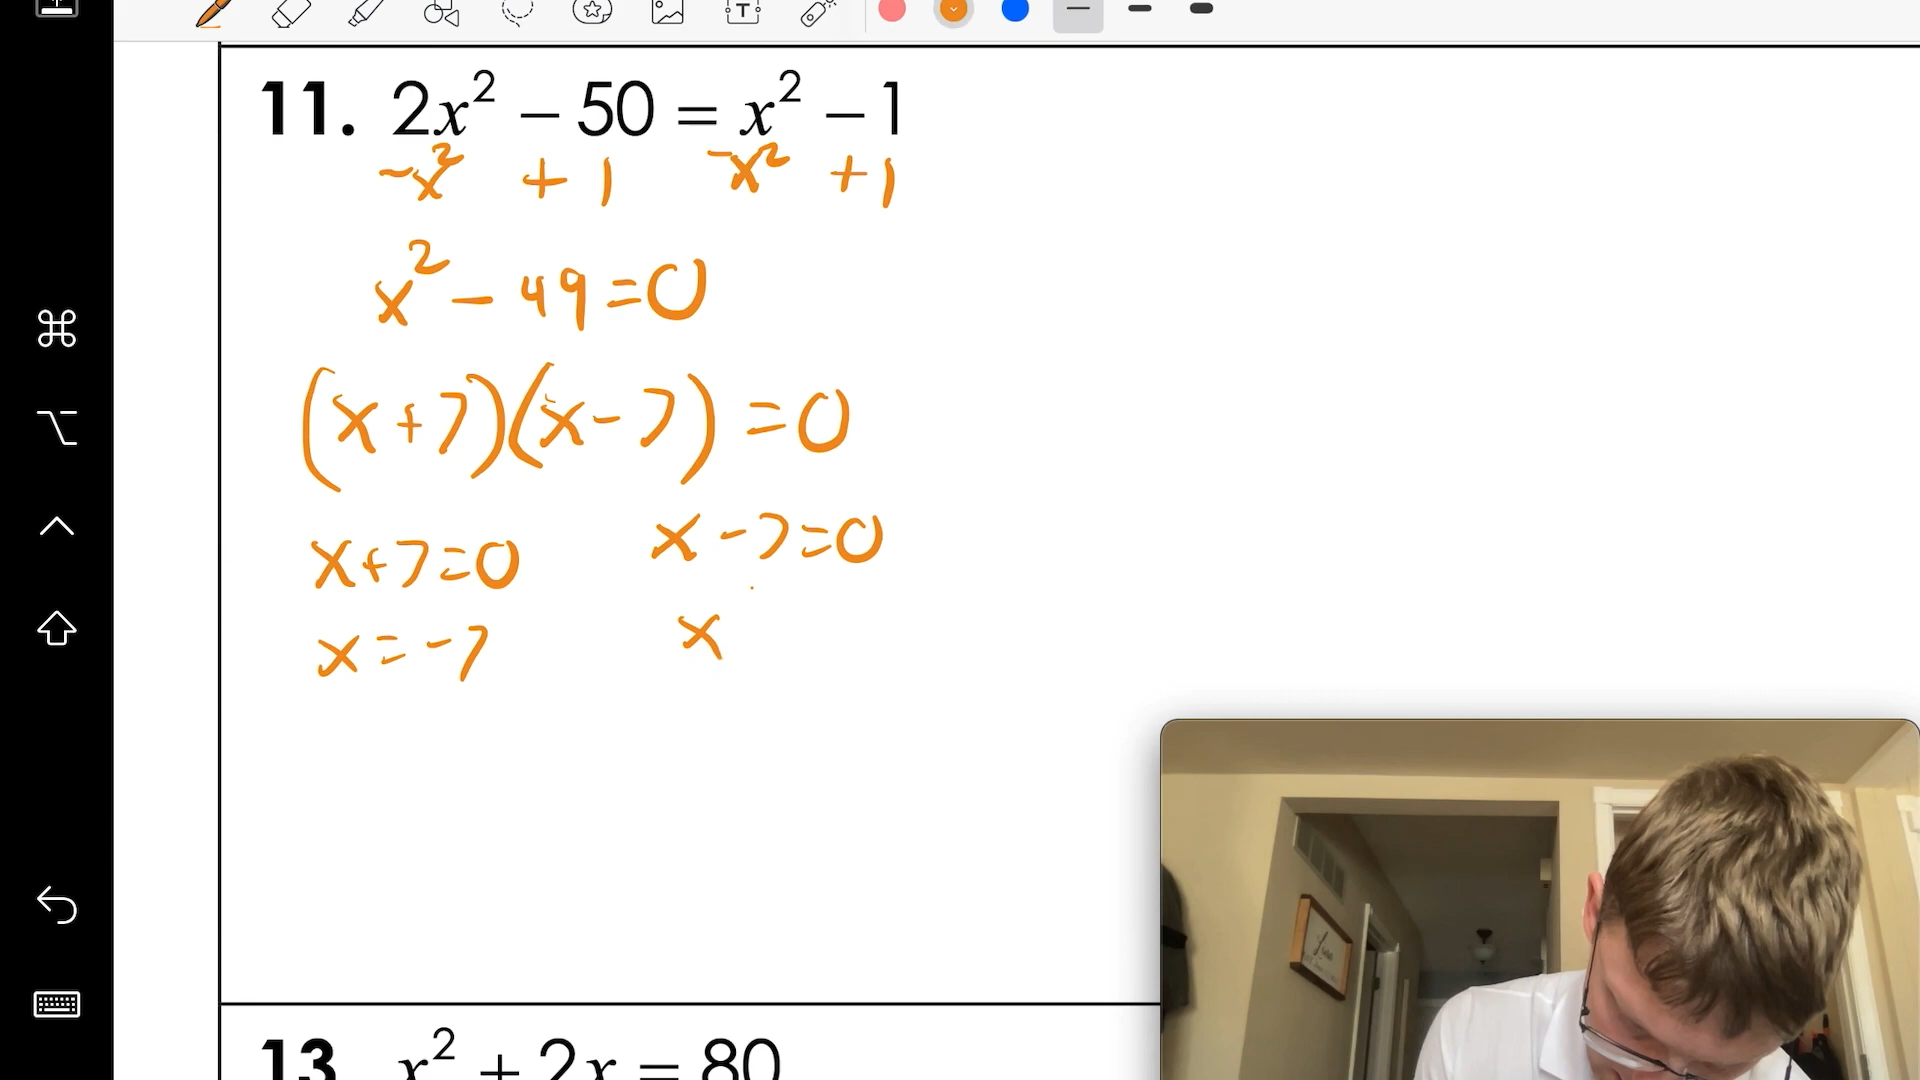 11. 2x² − 50 = x² − 1
-x² + 1 -x² + 1
x² - 49 = 0
(x + 7)(x - 7) = 0
x + 7 = 0 x - 7 = 0
x = -7 x
13 x² + 2x = 80